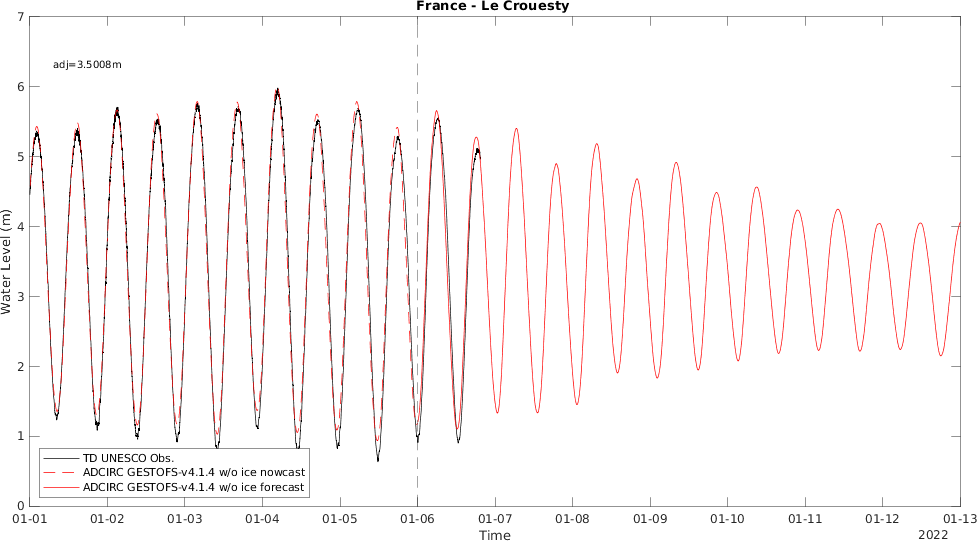 France - Le Crouesty
7
adj=3.5008m
6
5
4
3
2
1
0
Water Level (m)
TD UNESCO Obs.
ADCIRC GESTOFS-v4.1.4 w/o ice nowcast
ADCIRC GESTOFS-v4.1.4 w/o ice forecast
01-01 01-02 01-03 01-04 01-05 01-06 01-07 01-08 01-09 01-10 01-11 01-12 01-13
Time
2022